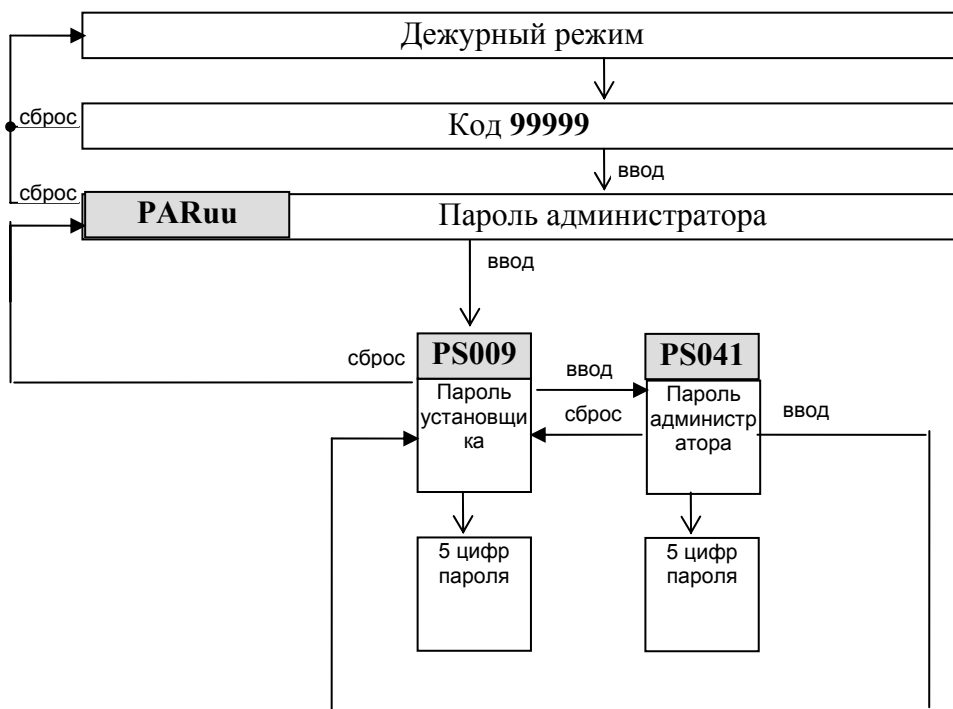 Дежурный режим
сброс
Код 99999
ввод
сброс
PARuu
Пароль администратора
ввод
сброс
PS009
ввод
PS041
Пароль
установщи
ка
сброс
Пароль
администр
атора
ввод
5 цифр
пароля
5 цифр
пароля